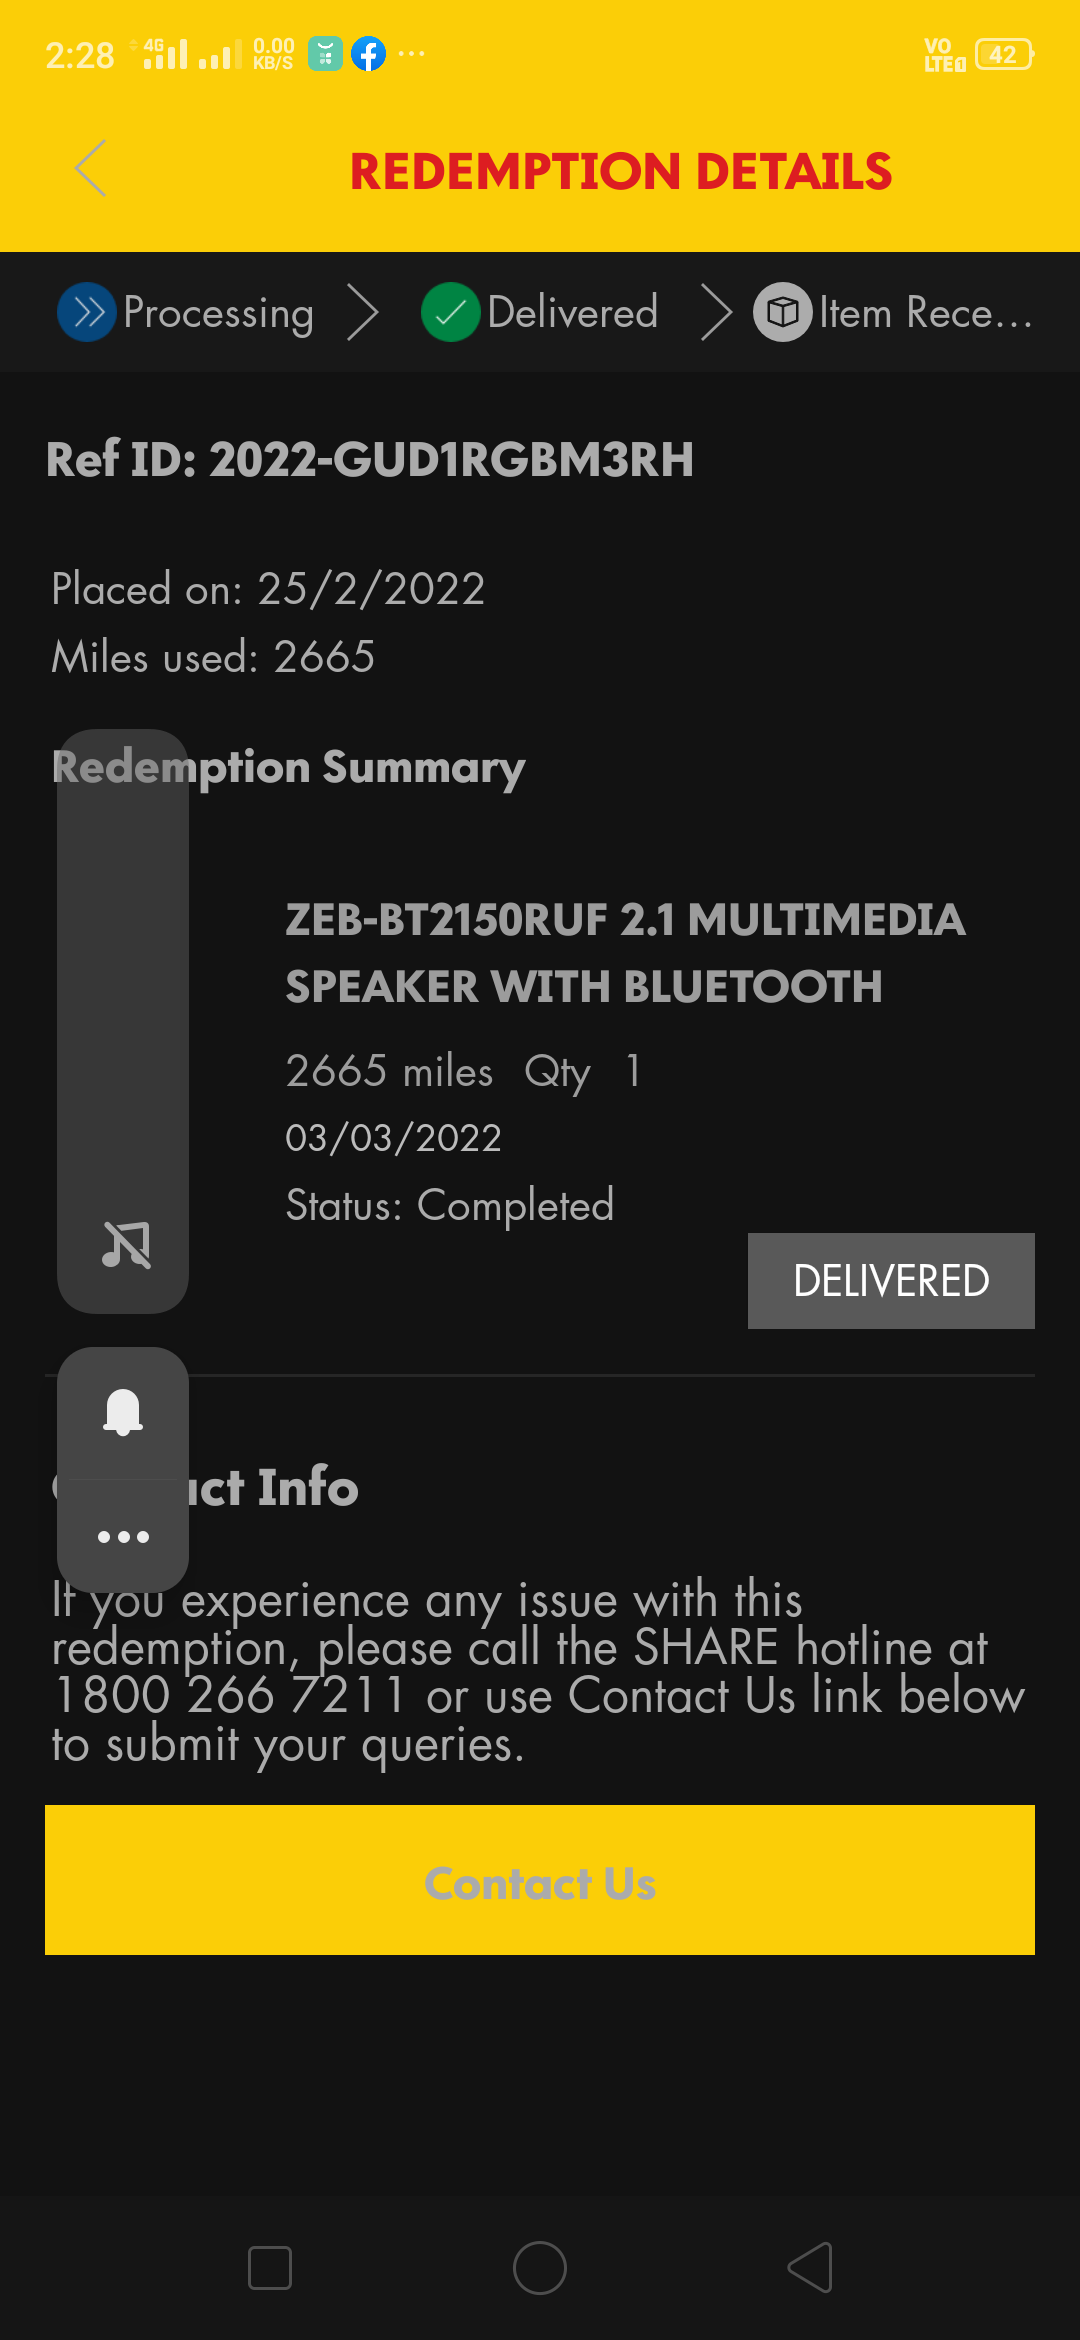 2:28 4G 0.00 KB/S ... VO LTE 1 42
REDEMPTION DETAILS
Processing Delivered Item Rece...
Ref ID: 2022-GUD1RGBM3RH
Placed on: 25/2/2022
Miles used: 2665
Redemption Summary
ZEB-BT2150RUF 2.1 MULTIMEDIA
SPEAKER WITH BLUETOOTH
2665 miles Qty 1
03/03/2022
Status: Completed
DELIVERED
act Info
If you experience any issue with this
redemption, please call the SHARE hotline at
1800 266 7211 or use Contact Us link below
to submit your queries.
Contact Us